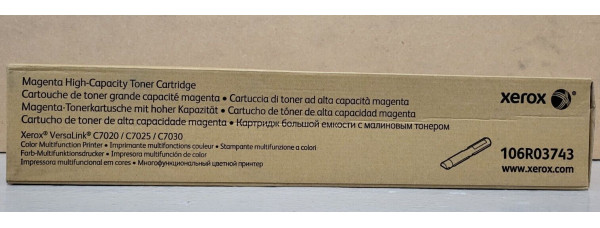 Magenta High-Capacity Toner Cartridge
Cartouche de toner grande capacité magenta • Cartuccia di toner ad alta capacità magenta
Magenta-Tonerkartusche mit hoher Kapazität • Cartucho de tóner de alta capacidad magenta
Cartucho do toner de alta capacidade magenta • Картридж большой емкости с малиновым тонером
Xerox® VersaLink® C7020 / C7025 / C7030
Color Multifunction Printer • Imprimante multifonctions couleur • Stampante multifunzione a colori
Farb-Multifunktionsdrucker • Impresora multifunción de color
Impressora multifuncional em cores • Многофункциональный цветной принтер
xerox
106R03743
www.xerox.com